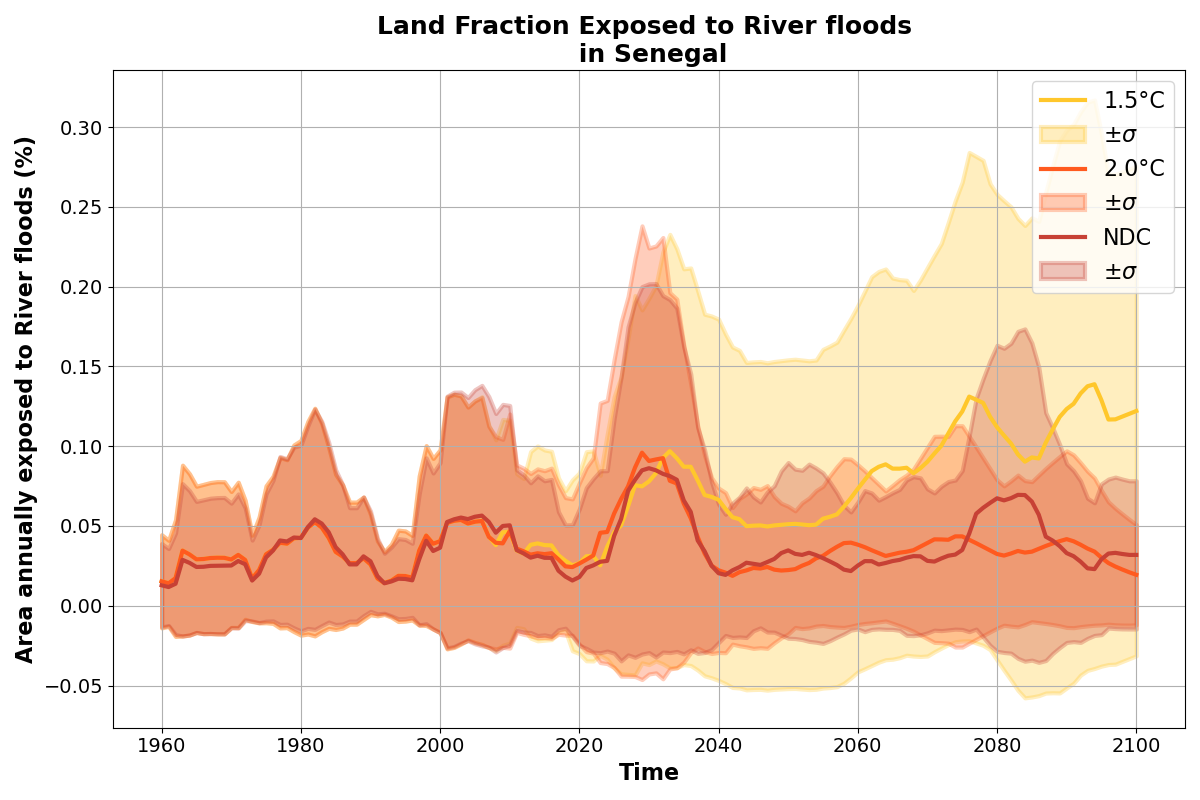 Land Fraction Exposed to River floods
in Senegal
Area annually exposed to River floods (%)
0.30
0.25
0.20
0.15
0.10
0.05
0.00
−0.05
1960
1980
2000
2020
2040
2060
2080
2100
Time
1.5°C
±σ
2.0°C
±σ
NDC
±σ